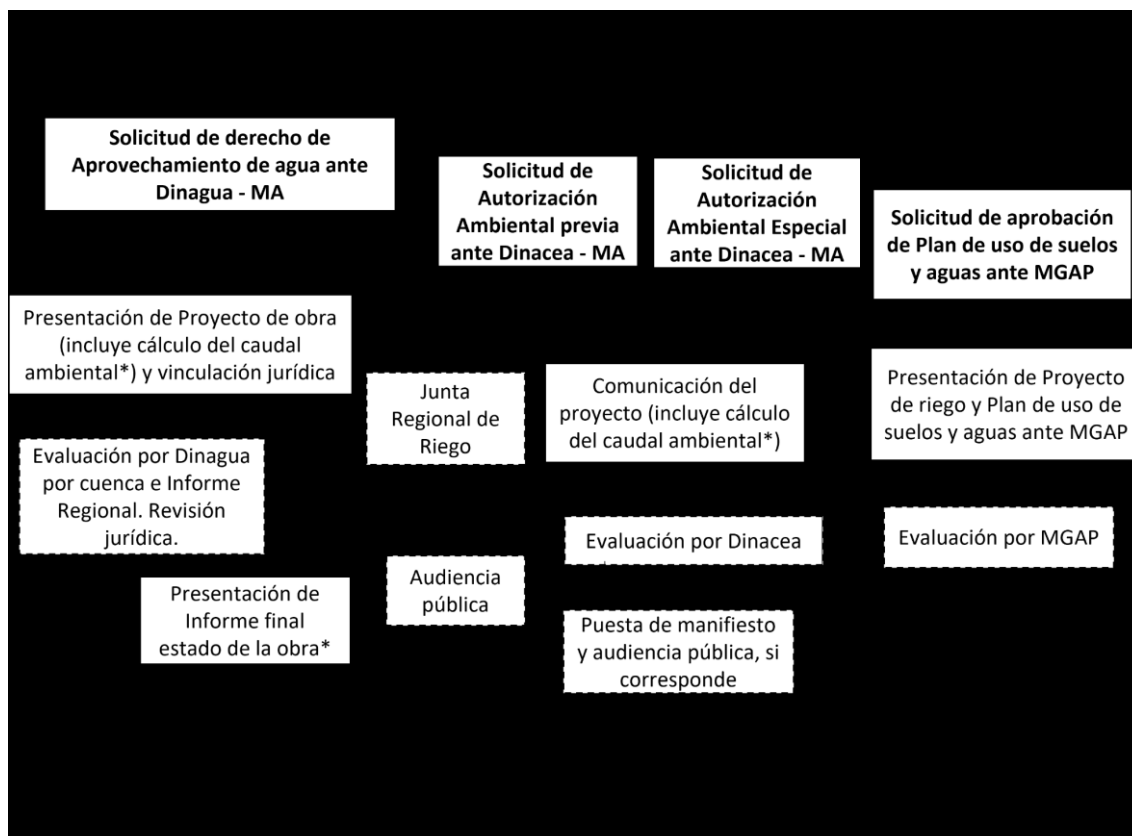 Solicitud de derecho de
Aprovechamiento de agua ante
Dinagua - MA
Solicitud de
Autorización
Ambiental previa
ante Dinacea - MA
Solicitud de
Autorización
Ambiental Especial
ante Dinacea - MA
Solicitud de aprobación
de Plan de uso de suelos
y aguas ante MGAP
Presentación de Proyecto de obra
(incluye cálculo del caudal
ambiental*) y vinculación jurídica
Junta
Regional de
Riego
Comunicación del
proyecto (incluye cálculo
del caudal ambiental*)
Presentación de Proyecto
de riego y Plan de uso de
suelos y aguas ante MGAP
Evaluación por Dinagua
por cuenca e Informe
Regional. Revisión
jurídica.
Evaluación por Dinacea
Evaluación por MGAP
Presentación de
Informe final
estado de la obra*
Audiencia
pública
Puesta de manifiesto
y audiencia pública, si
corresponde